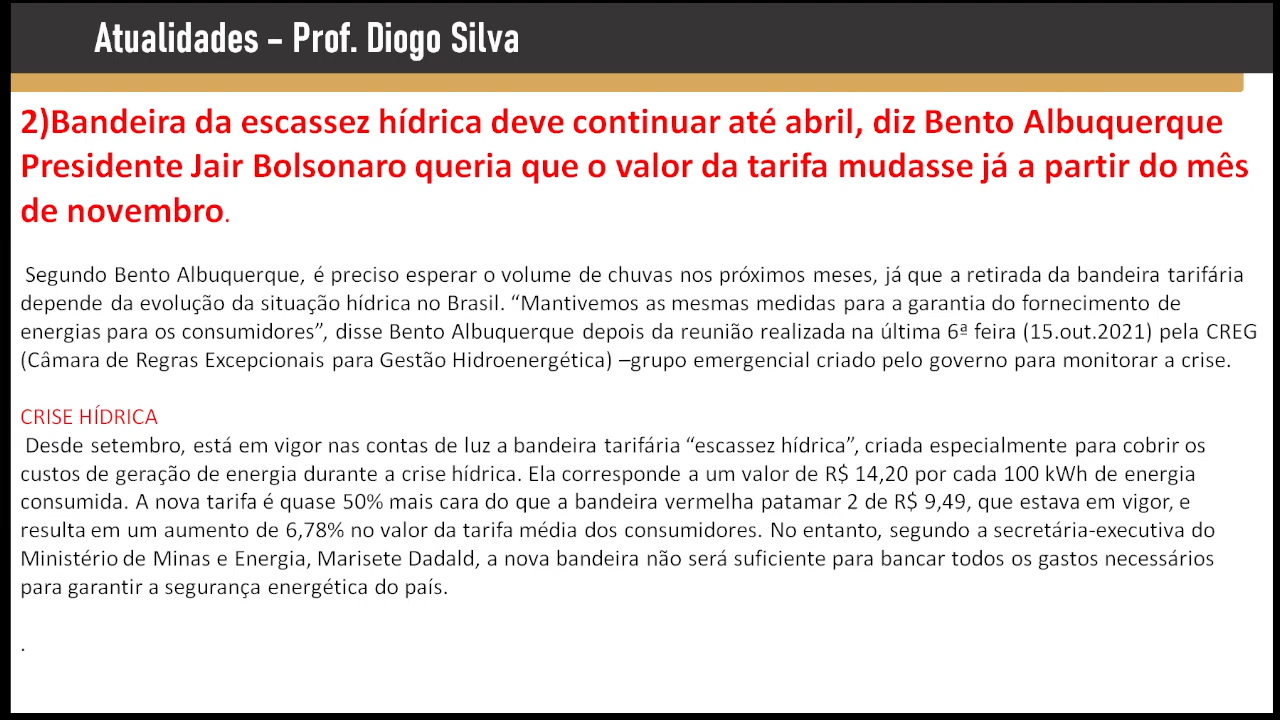 Atualidades – Prof. Diogo Silva
2)Bandeira da escassez hídrica deve continuar até abril, diz Bento Albuquerque
Presidente Jair Bolsonaro queria que o valor da tarifa mudasse já a partir do mês
de novembro.
Segundo Bento Albuquerque, é preciso esperar o volume de chuvas nos próximos meses, já que a retirada da bandeira tarifária
depende da evolução da situação hídrica no Brasil. “Mantivemos as mesmas medidas para a garantia do fornecimento de
energias para os consumidores”, disse Bento Albuquerque depois da reunião realizada na última 6ª feira (15.out.2021) pela CREG
(Câmara de Regras Excepcionais para Gestão Hidroenergética) –grupo emergencial criado pelo governo para monitorar a crise.
CRISE HÍDRICA
Desde setembro, está em vigor nas contas de luz a bandeira tarifária “escassez hídrica”, criada especialmente para cobrir os
custos de geração de energia durante a crise hídrica. Ela corresponde a um valor de R$ 14,20 por cada 100 kWh de energia
consumida. A nova tarifa é quase 50% mais cara do que a bandeira vermelha patamar 2 de R$ 9,49, que estava em vigor, e
resulta em um aumento de 6,78% no valor da tarifa média dos consumidores. No entanto, segundo a secretária-executiva do
Ministério de Minas e Energia, Marisete Dadald, a nova bandeira não será suficiente para bancar todos os gastos necessários
para garantir a segurança energética do país.
.